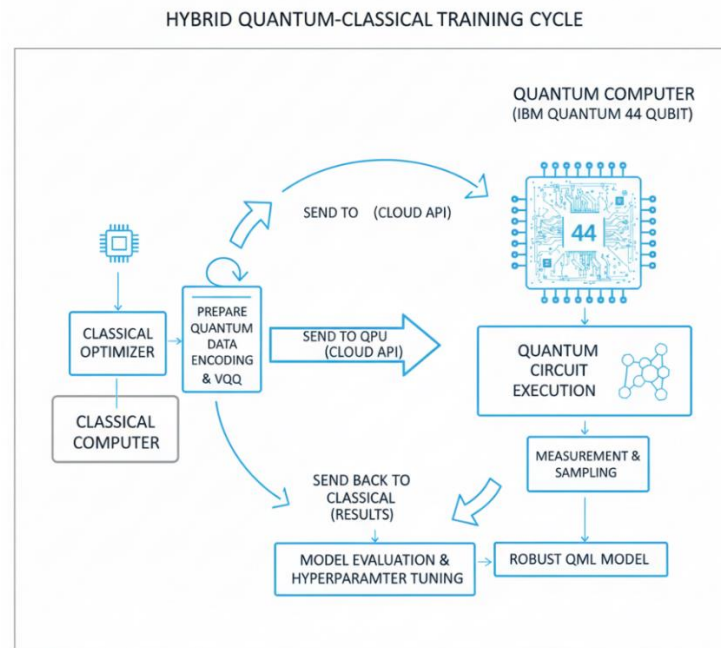 HYBRID QUANTUM-CLASSICAL TRAINING CYCLE
QUANTUM COMPUTER
(IBM QUANTUM 44 QUBIT)
SEND TO (CLOUD API)
44
CLASSICAL
OPTIMIZER
PREPARE
QUANTUM
DATA
ENCODING
& VQQ
SEND TO QPU
(CLOUD API)
QUANTUM
CIRCUIT
EXECUTION
CLASSICAL
COMPUTER
MEASUREMENT &
SAMPLING
SEND BACK TO
CLASSICAL
(RESULTS)
MODEL EVALUATION &
HYPERPARAMTER TUNING
ROBUST QML MODEL